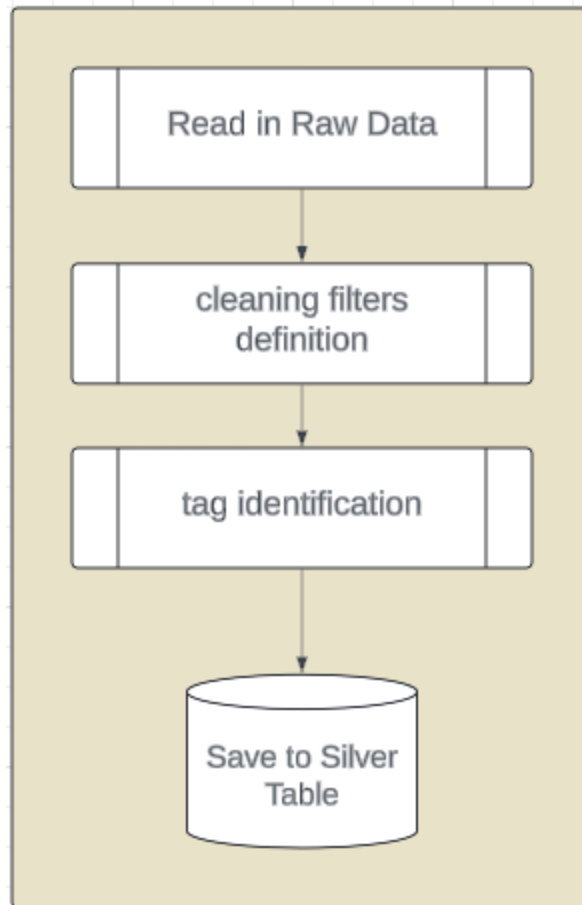 Read in Raw Data
cleaning filters
definition
tag identification
Save to Silver
Table